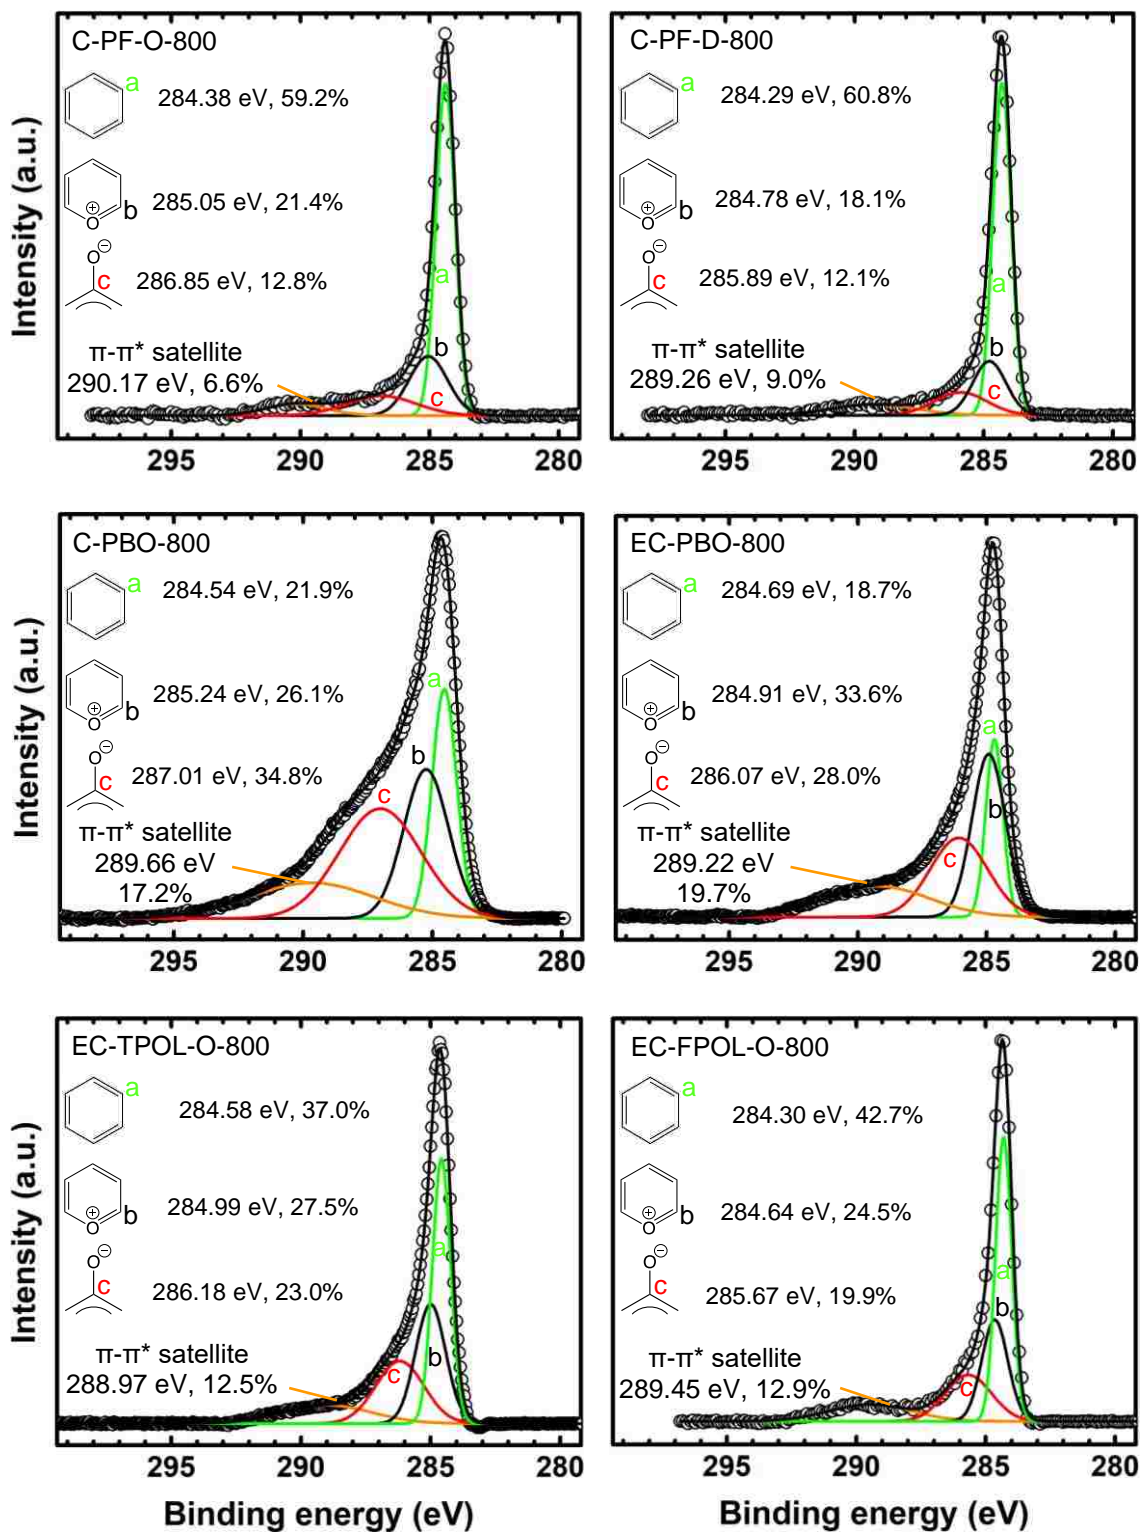 C-PF-O-800
a
284.38 eV, 59.2%
O
⊕
b
285.05 eV, 21.4%
O⊖
c
286.85 eV, 12.8%
π-π* satellite
290.17 eV, 6.6%
a
b
c
295 290 285 280
Intensity (a.u.)
C-PF-D-800
a
284.29 eV, 60.8%
O
⊕
b
284.78 eV, 18.1%
O⊖
c
285.89 eV, 12.1%
π-π* satellite
289.26 eV, 9.0%
a
b
c
295 290 285 280
C-PBO-800
a
284.54 eV, 21.9%
O
⊕
b
285.24 eV, 26.1%
O⊖
c
287.01 eV, 34.8%
π-π* satellite
289.66 eV
17.2%
a
b
c
295 290 285 280
Intensity (a.u.)
EC-PBO-800
a
284.69 eV, 18.7%
O
⊕
b
284.91 eV, 33.6%
O⊖
c
286.07 eV, 28.0%
π-π* satellite
289.22 eV
19.7%
a
b
c
295 290 285 280
EC-TPOL-O-800
a
284.58 eV, 37.0%
O
⊕
b
284.99 eV, 27.5%
O⊖
c
286.18 eV, 23.0%
π-π* satellite
288.97 eV, 12.5%
a
b
c
295 290 285 280
Intensity (a.u.)
Binding energy (eV)
EC-FPOL-O-800
a
284.30 eV, 42.7%
O
⊕
b
284.64 eV, 24.5%
O⊖
c
285.67 eV, 19.9%
π-π* satellite
289.45 eV, 12.9%
a
b
c
295 290 285 280
Binding energy (eV)